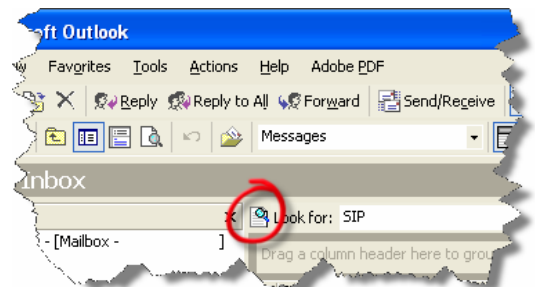 oft Outlook
w Favorites Tools Actions Help Adobe PDF
Reply Reply to All Forward Send/Receive
Messages
Inbox
Look for: SIP
- [Mailbox - ]
Drag a column header here to grou